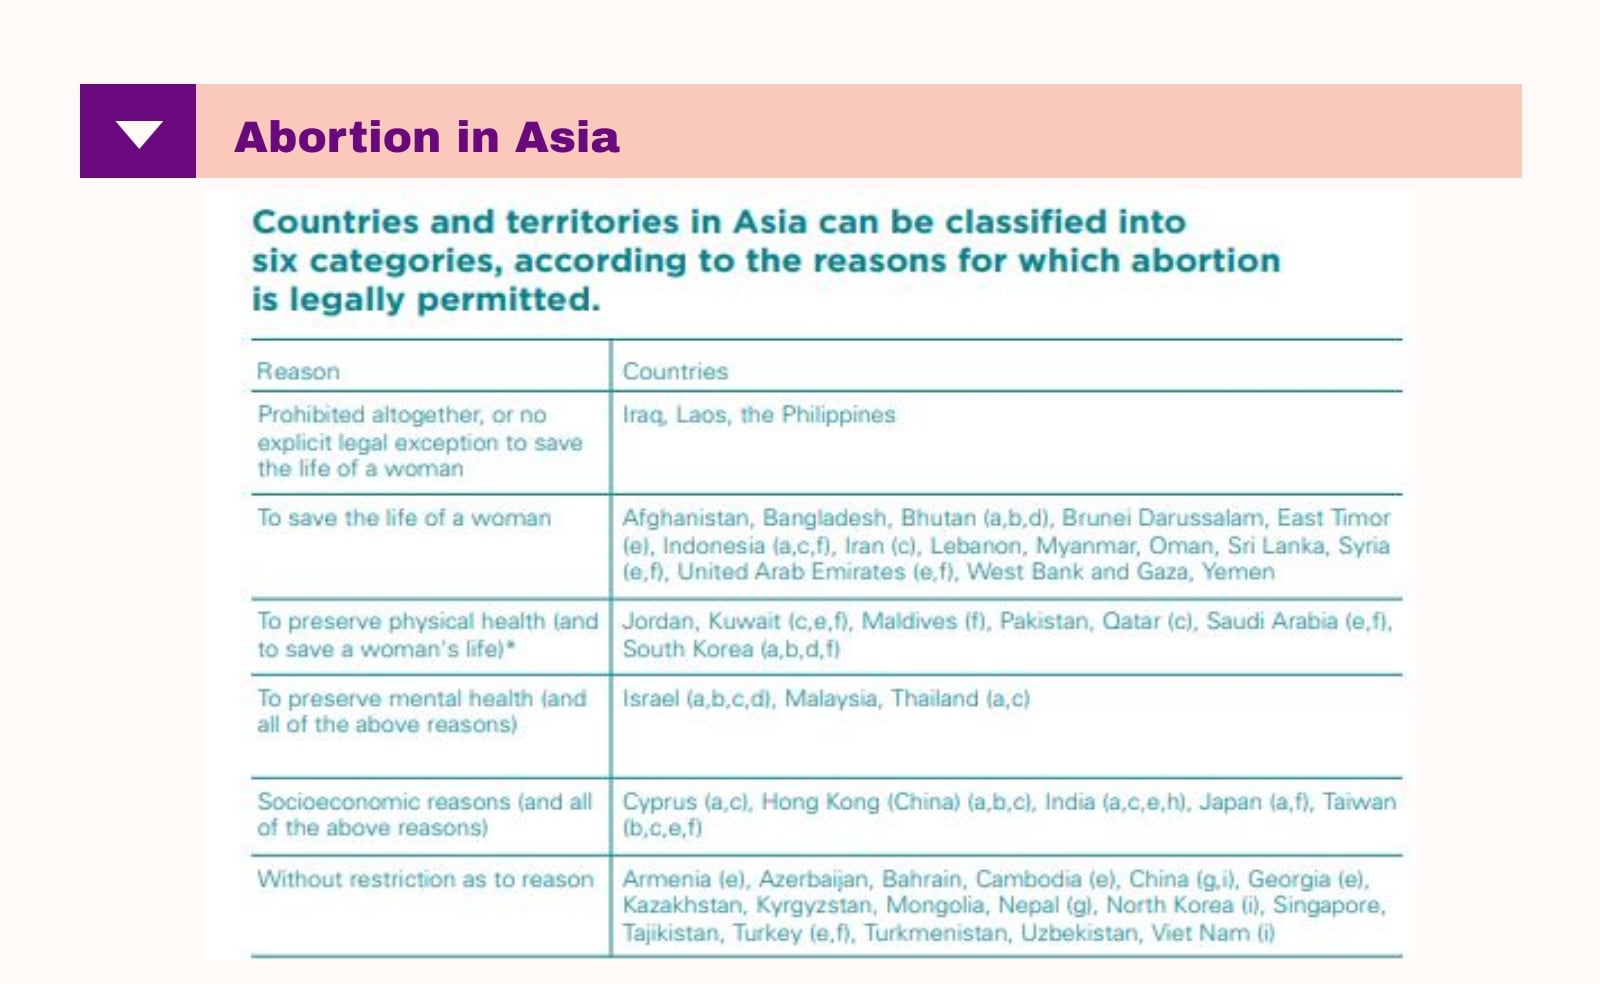 Abortion in Asia
Countries and territories in Asia can be classified into
six categories, according to the reasons for which abortion
is legally permitted.
Reason
Countries
Prohibited altogether, or no
explicit legal exception to save
the life of a woman
Iraq, Laos, the Philippines
To save the life of a woman
Afghanistan, Bangladesh, Bhutan (a,b,d), Brunei Darussalam, East Timor
(e), Indonesia (a,c,f), Iran (c), Lebanon, Myanmar, Oman, Sri Lanka, Syria
(e,f), United Arab Emirates (e,f), West Bank and Gaza, Yemen
To preserve physical health (and
to save a woman's life)*
Jordan, Kuwait (c,e,f), Maldives (f), Pakistan, Qatar (c), Saudi Arabia (e,f),
South Korea (a,b,d,f)
To preserve mental health (and
all of the above reasons)
Israel (a,b,c,d), Malaysia, Thailand (a,c)
Socioeconomic reasons (and all
of the above reasons)
Cyprus (a,c), Hong Kong (China) (a,b,c), India (a,c,e,h), Japan (a,f), Taiwan
(b,c,e,f)
Without restriction as to reason
Armenia (e), Azerbaijan, Bahrain, Cambodia (e), China (g,i), Georgia (e),
Kazakhstan, Kyrgyzstan, Mongolia, Nepal (g), North Korea (i), Singapore,
Tajikistan, Turkey (e,f), Turkmenistan, Uzbekistan, Viet Nam (i)